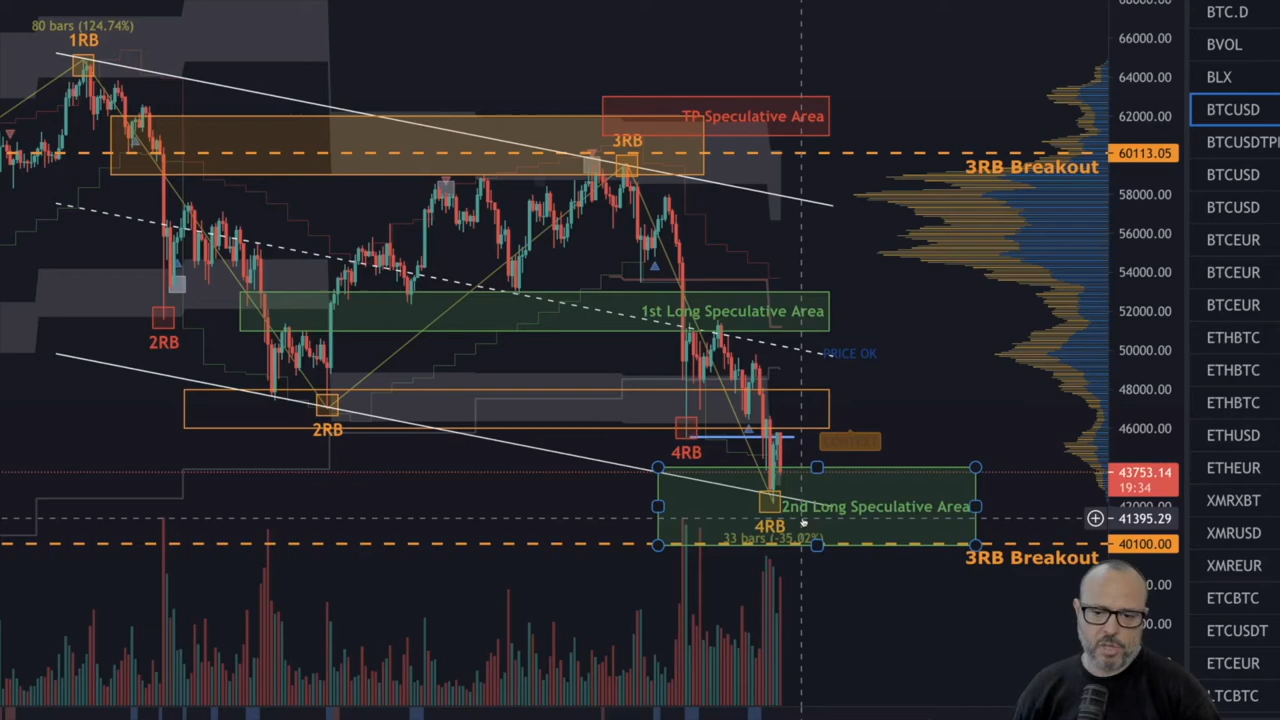 80 bars (124.74%)
1RB
TP Speculative Area
3RB
3RB Breakout
1st Long Speculative Area
2RB
PRICE OK
2RB
4RB
2nd Long Speculative Area
4RB
33 bars (-35.02%)
3RB Breakout
66000.00
64000.00
62000.00
60113.05
58000.00
56000.00
54000.00
52000.00
50000.00
48000.00
46000.00
43753.14
19:34
41395.29
40100.00
BTC.D
BVOL
BLX
BTCUSD
BTCUSDTP
BTCUSD
BTCUSD
BTCEUR
BTCEUR
BTCEUR
ETHBTC
ETHBTC
ETHBTC
ETHUSD
ETHEUR
XMRXBT
XMRUSD
XMREUR
ETCBTC
ETCUSDT
ETCEUR
LTCBTC